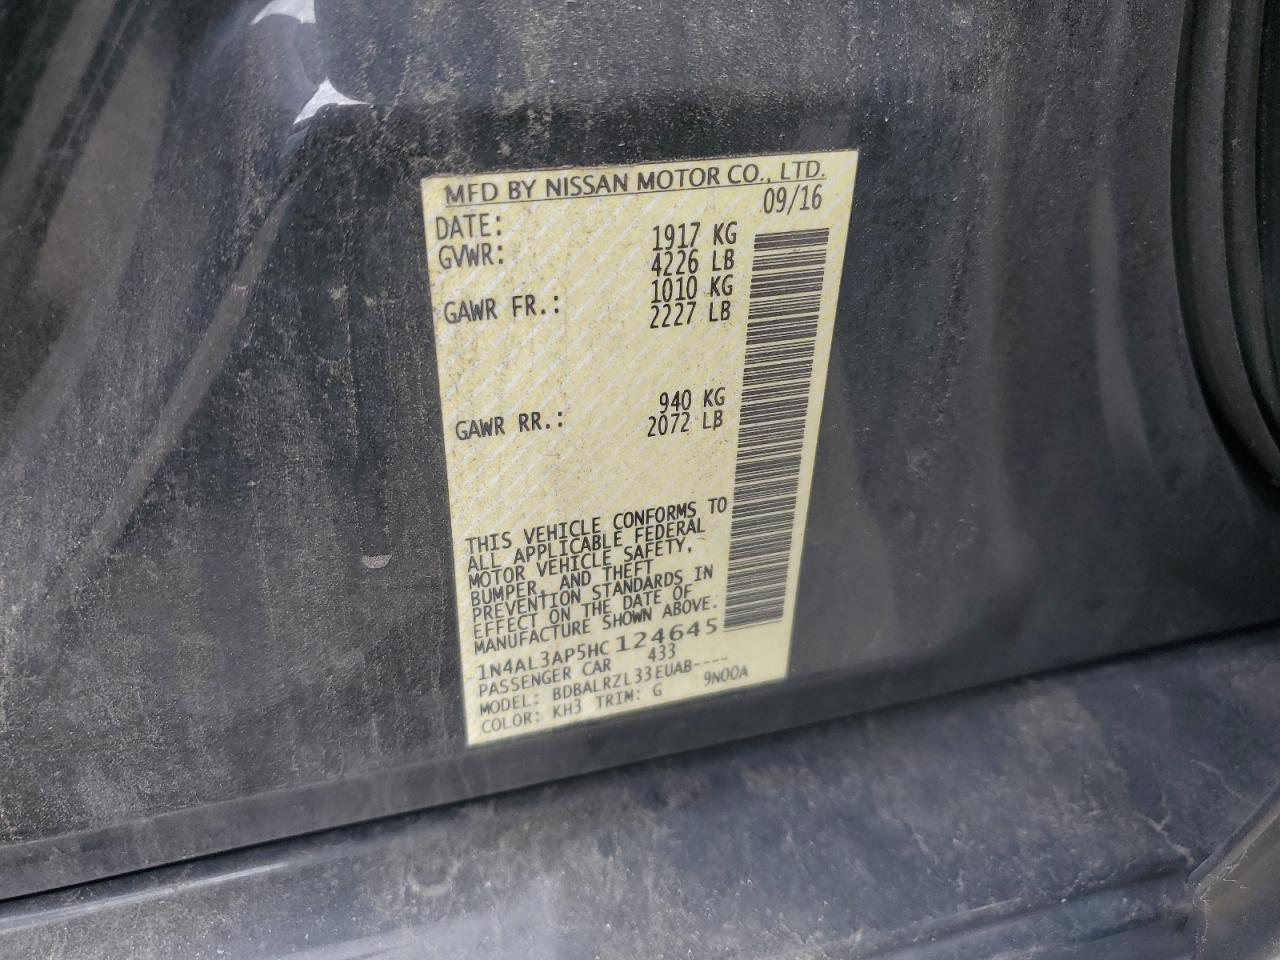 MFD BY NISSAN MOTOR CO., LTD.
DATE: 09/16
GVWR: 1917 KG
4226 LB
GAWR FR.: 1010 KG
2227 LB
GAWR RR.: 940 KG
2072 LB
THIS VEHICLE CONFORMS TO
ALL APPLICABLE FEDERAL
MOTOR VEHICLE SAFETY,
BUMPER, AND THEFT
PREVENTION STANDARDS IN
EFFECT ON THE DATE OF
MANUFACTURE SHOWN ABOVE.
1N4AL3AP5HC124645
PASSENGER CAR 433
MODEL: BDBALRZL33EUAB----
COLOR: KH3 TRIM: G 9N00A